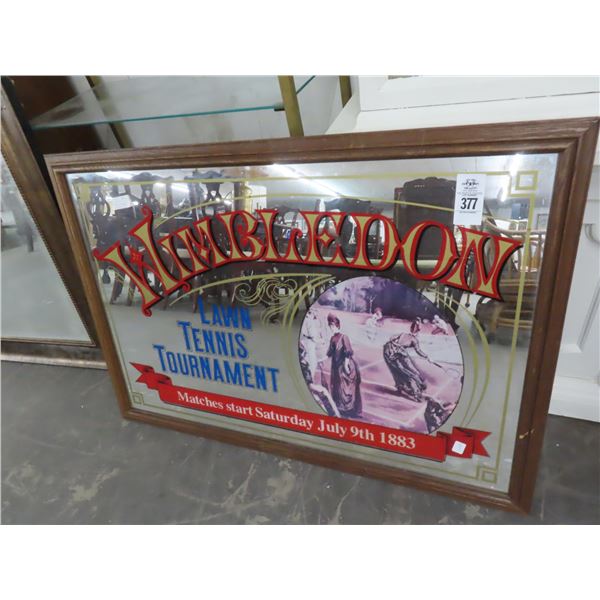 377
WIMBLEDON
LAWN
TENNIS
TOURNAMENT
Matches start Saturday July 9th 1883